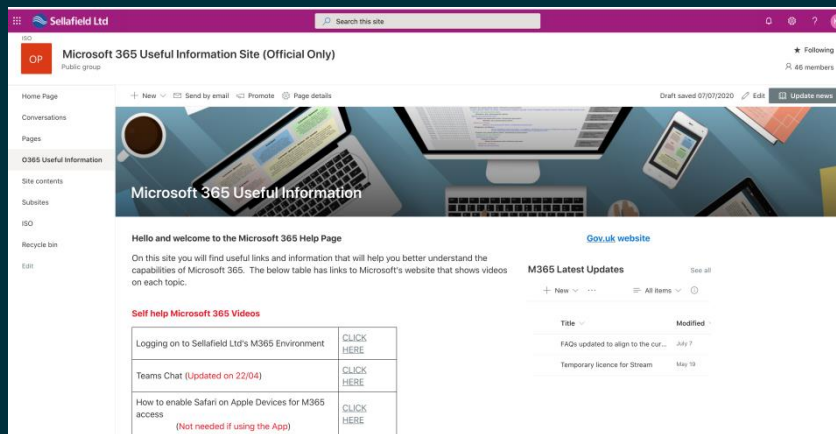 Sellafield Ltd
Search this site
ISO
OP
Microsoft 365 Useful Information Site (Official Only)
Public group
Following
46 members
Home Page
Conversations
Pages
O365 Useful Information
Site contents
Subsites
ISO
Recycle bin
Edit
New
Send by email
Promote
Page details
Draft saved 07/07/2020
Edit
Update news
Microsoft 365 Useful Information
Hello and welcome to the Microsoft 365 Help Page
On this site you will find useful links and information that will help you better understand the
capabilities of Microsoft 365. The below table has links to Microsoft's website that shows videos
on each topic.
Self help Microsoft 365 Videos
Logging on to Sellafield Ltd's M365 Environment
CLICK
HERE
Teams Chat (Updated on 22/04)
CLICK
HERE
How to enable Safari on Apple Devices for M365
access
(Not needed if using the App)
CLICK
HERE
Gov.uk website
M365 Latest Updates
See all
New
All items
Title
Modified
FAQs updated to align to the cur...
July 7
Temporary licence for Stream
May 19